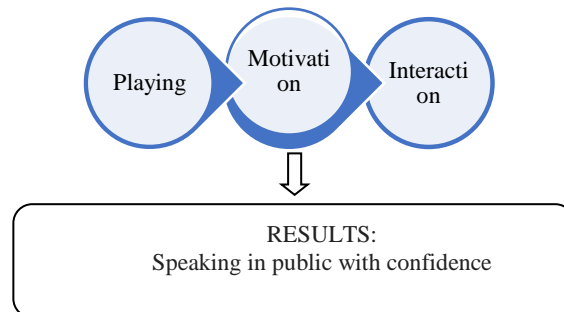 Playing
Motivati
on
Interacti
on
RESULTS:
Speaking in public with confidence